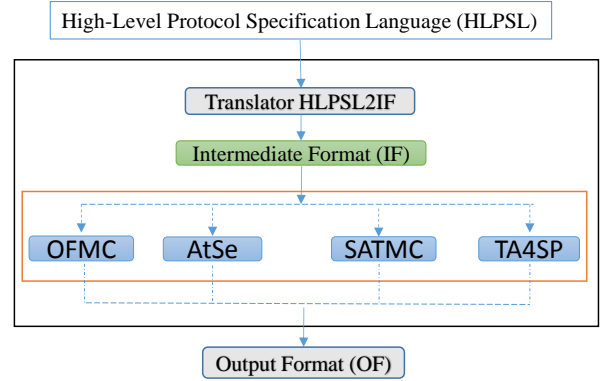 High-Level Protocol Specification Language (HLPSL)
Translator HLPSL2IF
Intermediate Format (IF)
OFMC AtSe SATMC TA4SP
Output Format (OF)